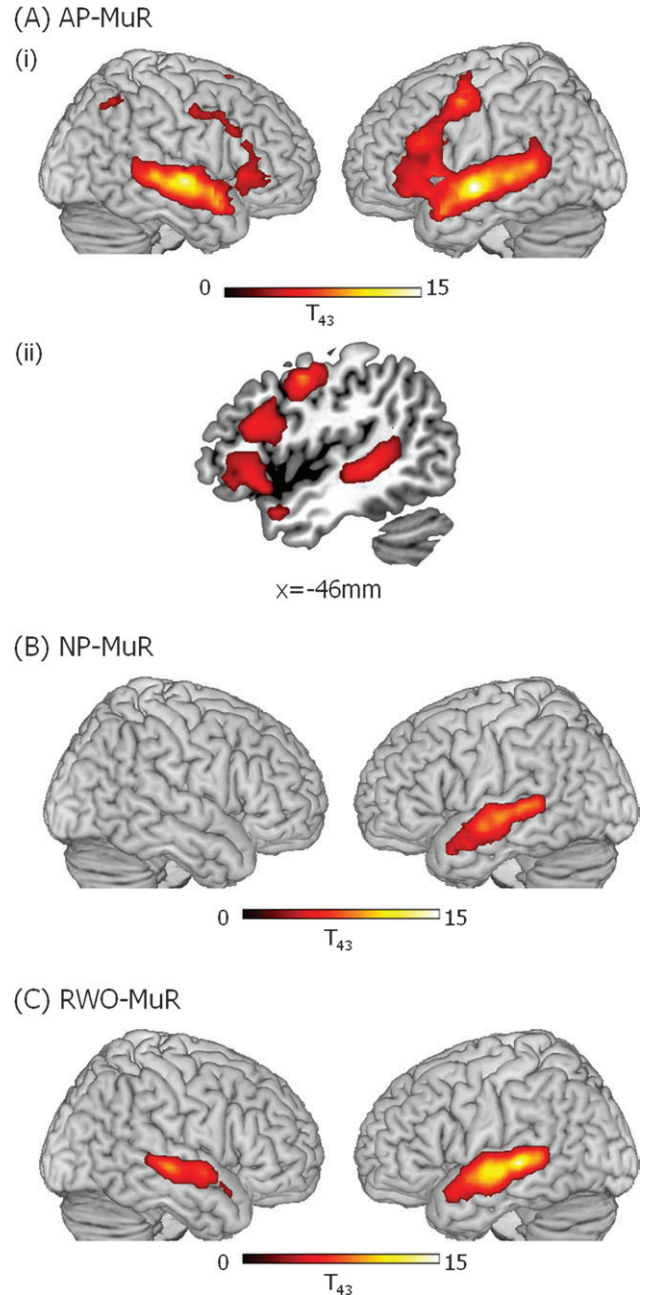 (A) AP-MuR
(i)
0 15
T43
(ii)
x=-46mm
(B) NP-MuR
0 15
T43
(C) RWO-MuR
0 15
T43